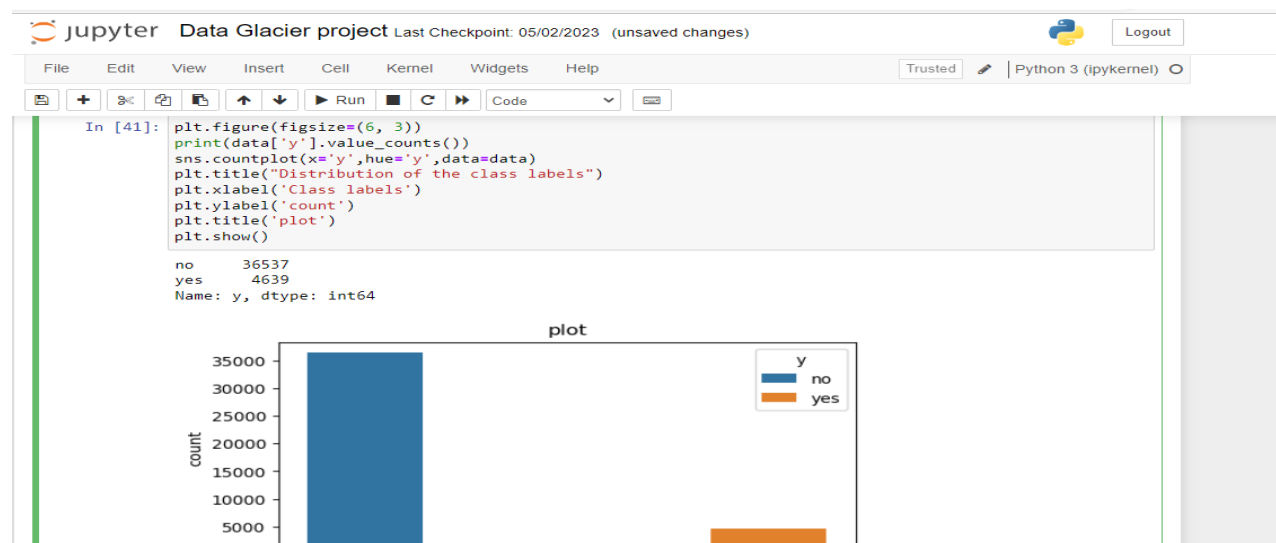 jupyter Data Glacier project Last Checkpoint: 05/02/2023 (unsaved changes) Logout
File Edit View Insert Cell Kernel Widgets Help Trusted Python 3 (ipykernel)
Run Code
In [41]: plt.figure(figsize=(6, 3))
print(data['y'].value_counts())
sns.countplot(x='y',hue='y',data=data)
plt.title("Distribution of the class labels")
plt.xlabel('Class labels')
plt.ylabel('count')
plt.title('plot')
plt.show()
no 36537
yes 4639
Name: y, dtype: int64
plot
y
no
yes
count
35000
30000
25000
20000
15000
10000
5000